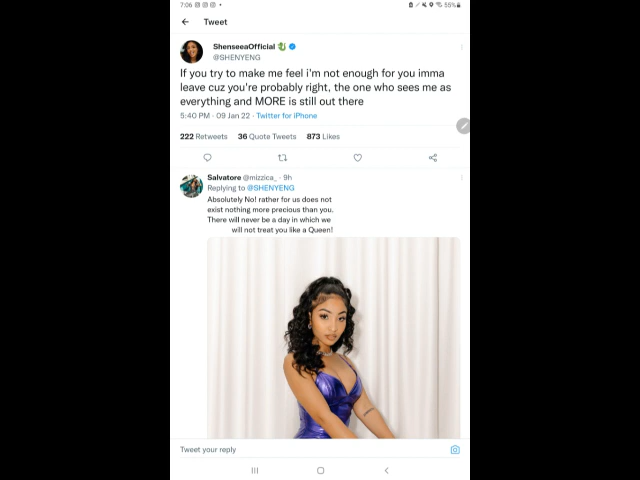 7:06
55%
Tweet
ShenseeaOfficial
@SHENYENG
If you try to make me feel i'm not enough for you imma
leave cuz you're probably right, the one who sees me as
everything and MORE is still out there
5:40 PM · 09 Jan 22 · Twitter for iPhone
222 Retweets 36 Quote Tweets 873 Likes
Salvatore @mizzica_ · 9h
Replying to @SHENYENG
Absolutely No! rather for us does not
exist nothing more precious than you.
There will never be a day in which we
will not treat you like a Queen!
Tweet your reply